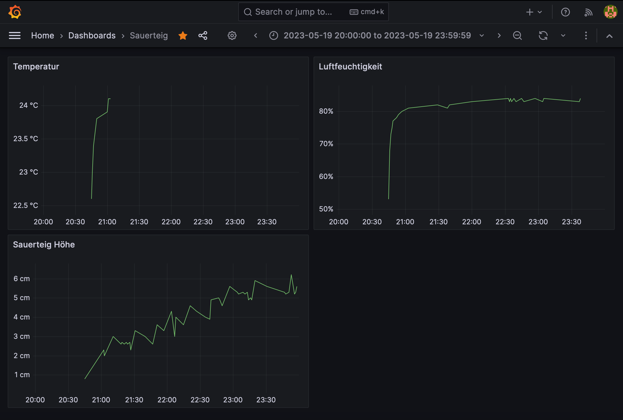 Search or jump to... cmd+k
Home > Dashboards > Sauerteig 2023-05-19 20:00:00 to 2023-05-19 23:59:59
Temperatur
24 °C
23.5 °C
23 °C
22.5 °C
20:00 20:30 21:00 21:30 22:00 22:30 23:00 23:30
Luftfeuchtigkeit
80%
70%
60%
50%
20:00 20:30 21:00 21:30 22:00 22:30 23:00 23:30
Sauerteig Höhe
6 cm
5 cm
4 cm
3 cm
2 cm
1 cm
20:00 20:30 21:00 21:30 22:00 22:30 23:00 23:30